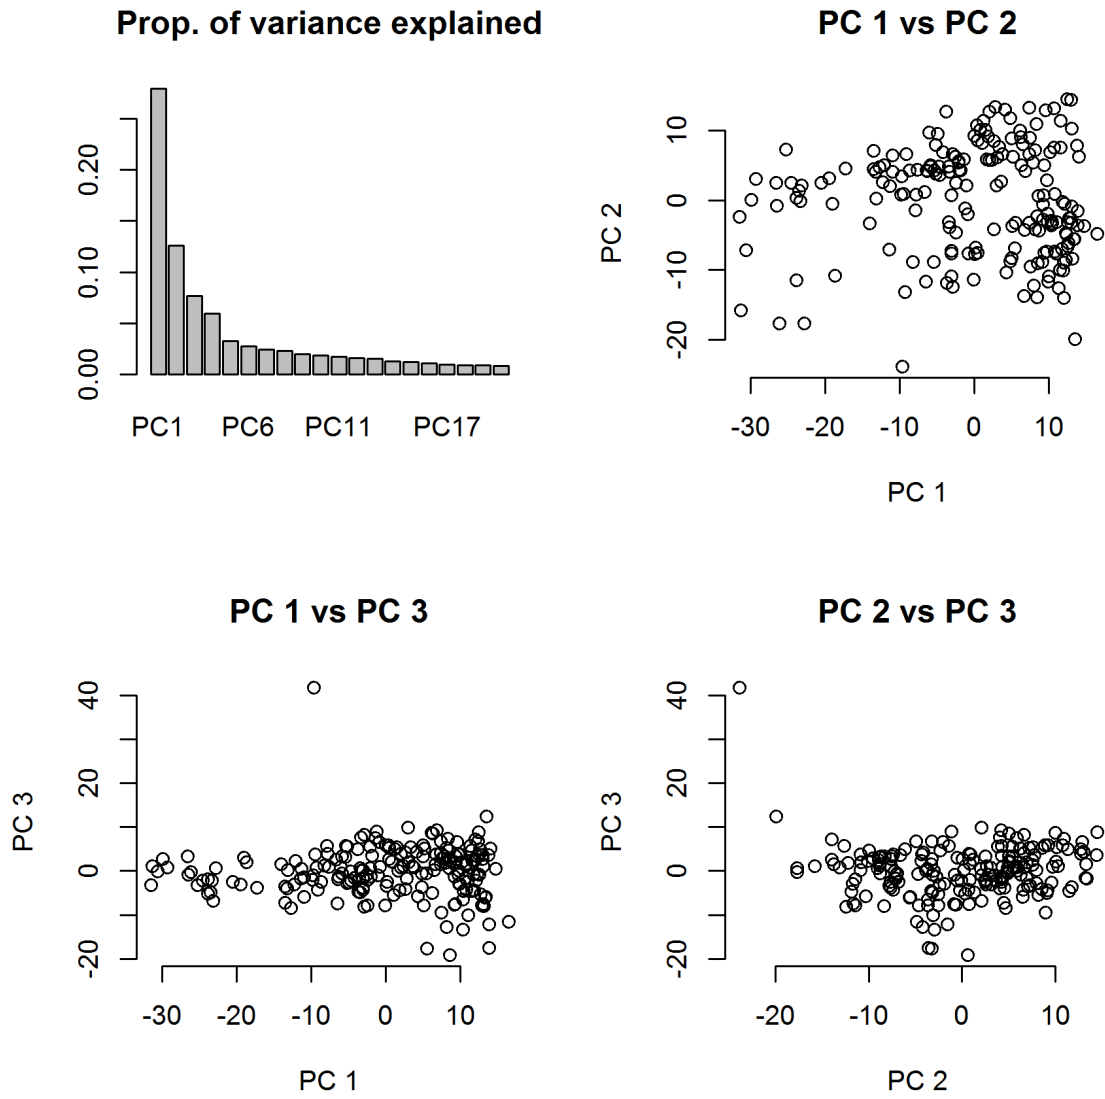 Prop. of variance explained
0.00 0.10 0.20
PC1 PC6 PC11 PC17
PC 1 vs PC 2
PC 2
-20 -10 0 10
-30 -20 -10 0 10
PC 1
PC 1 vs PC 3
PC 3
-20 0 20 40
-30 -20 -10 0 10
PC 1
PC 2 vs PC 3
PC 3
-20 0 20 40
-20 -10 0 10
PC 2